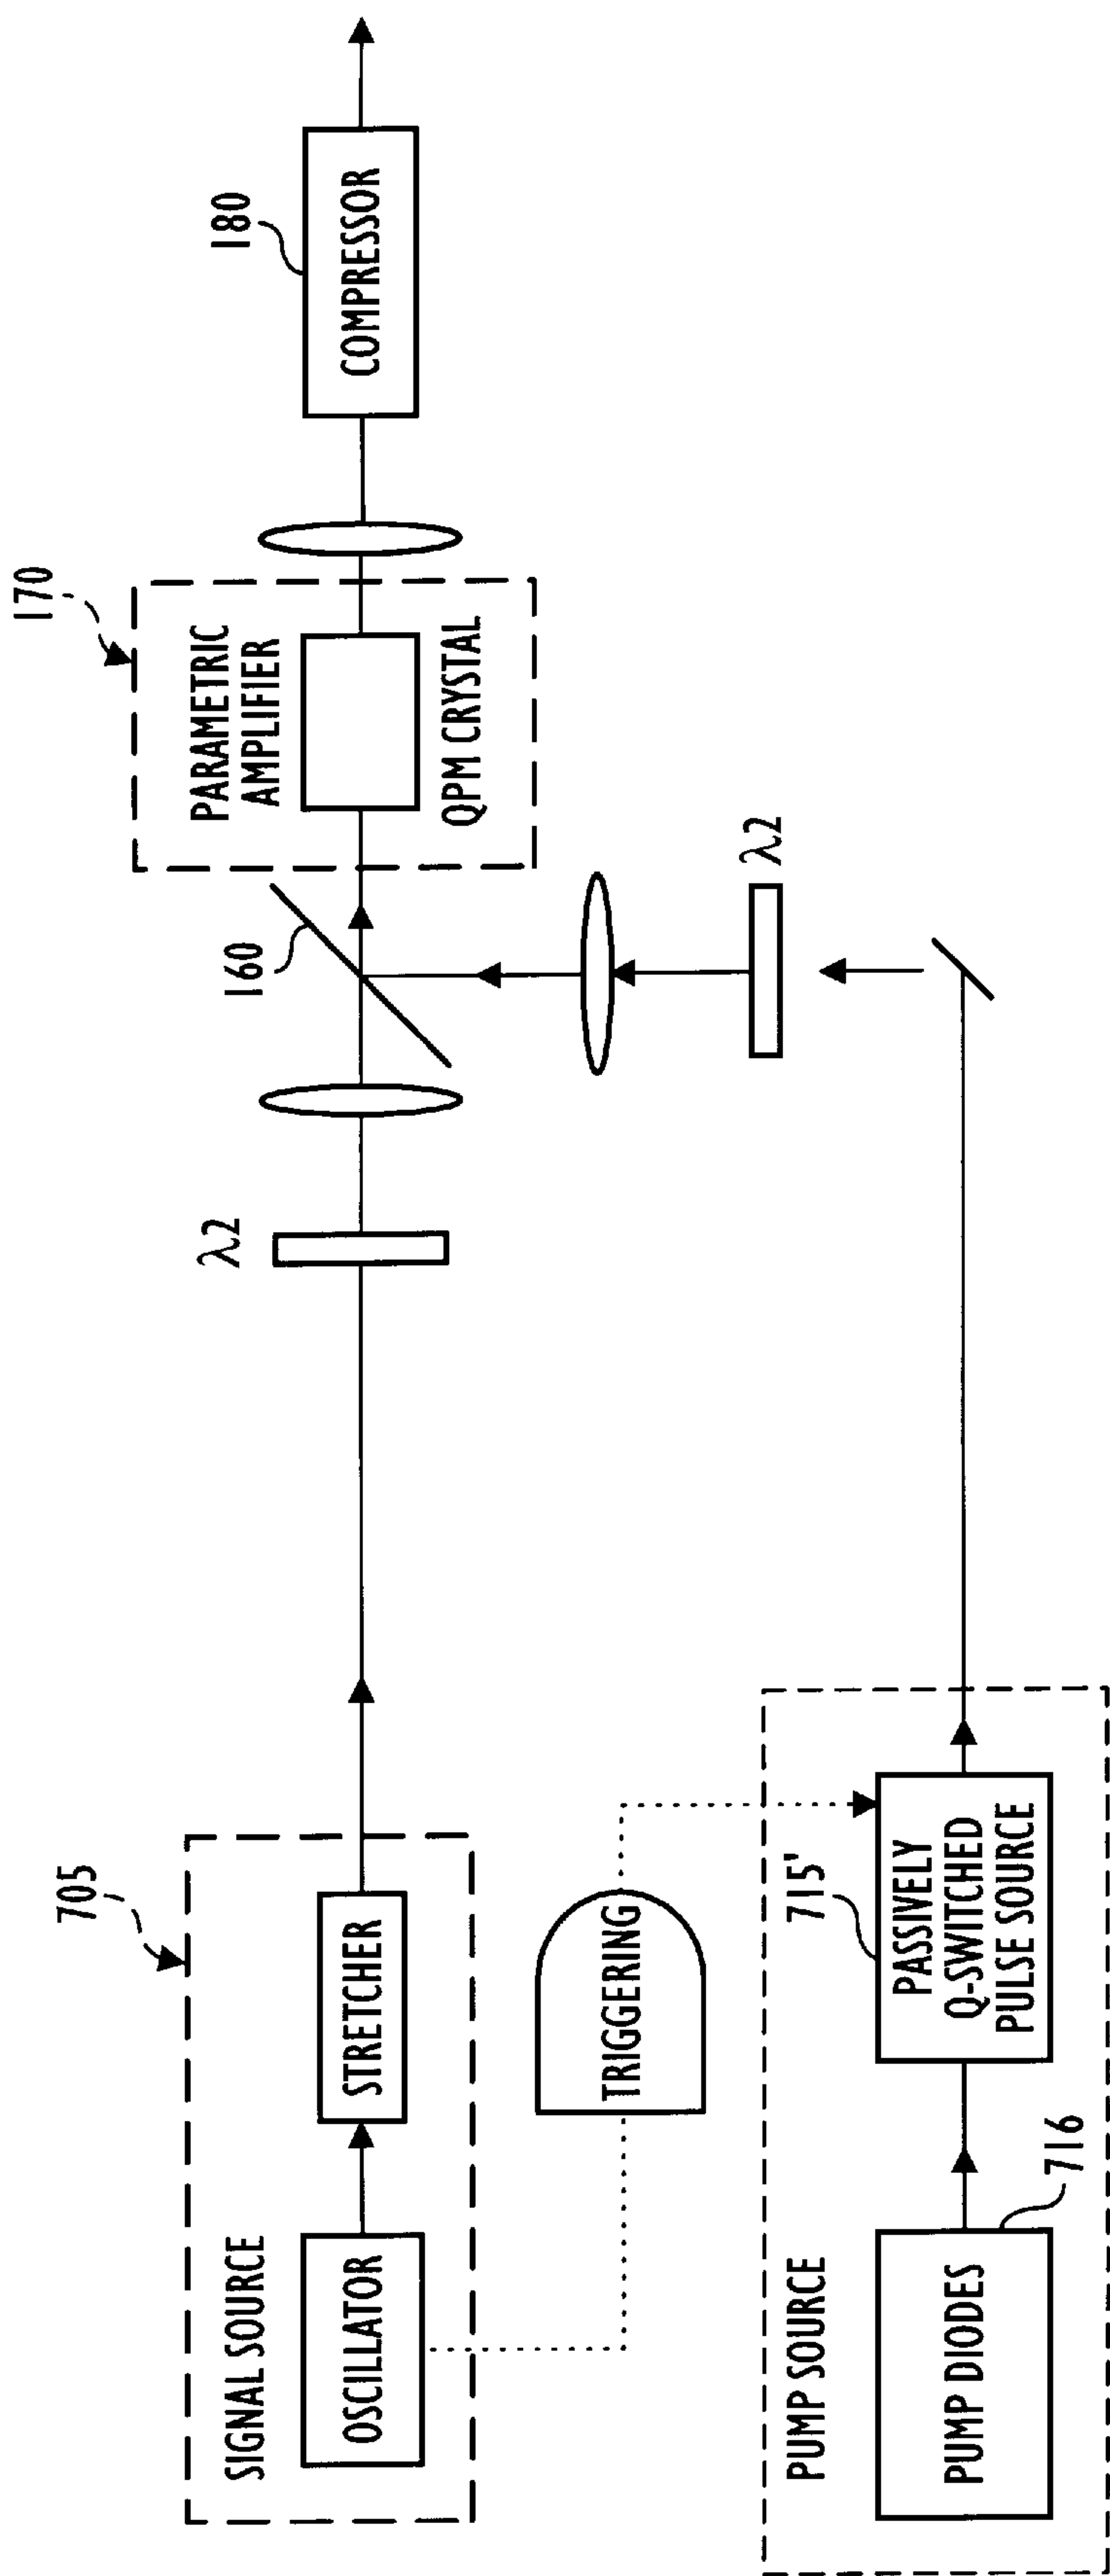 705
SIGNAL SOURCE
OSCILLATOR
STRETCHER
λ2
160
170
PARAMETRIC
AMPLIFIER
QPM CRYSTAL
180
COMPRESSOR
TRIGGERING
λ2
PUMP SOURCE
PUMP DIODES
716
715'
PASSIVELY
Q-SWITCHED
PULSE SOURCE